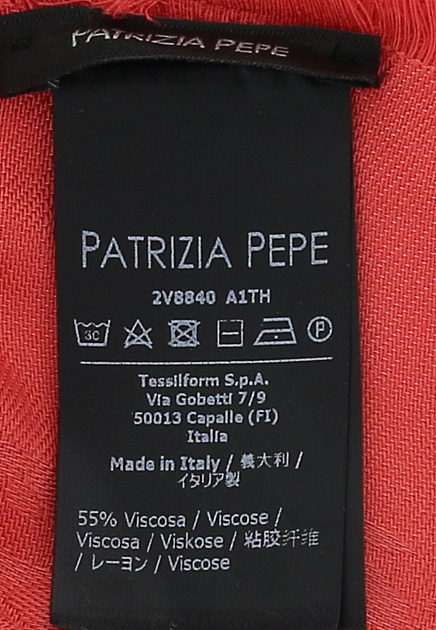 PATRIZIA PEPE
PATRIZIA PEPE
2V8840 A1TH
30 P
Tessilform S.p.A.
Via Gobetti 7/9
50013 Capalle (FI)
Italia
Made in Italy / 義大利 /
イタリア製
55% Viscosa / Viscose /
Viscosa / Viskose / 粘胶纤维
/ レーヨン / Viscose